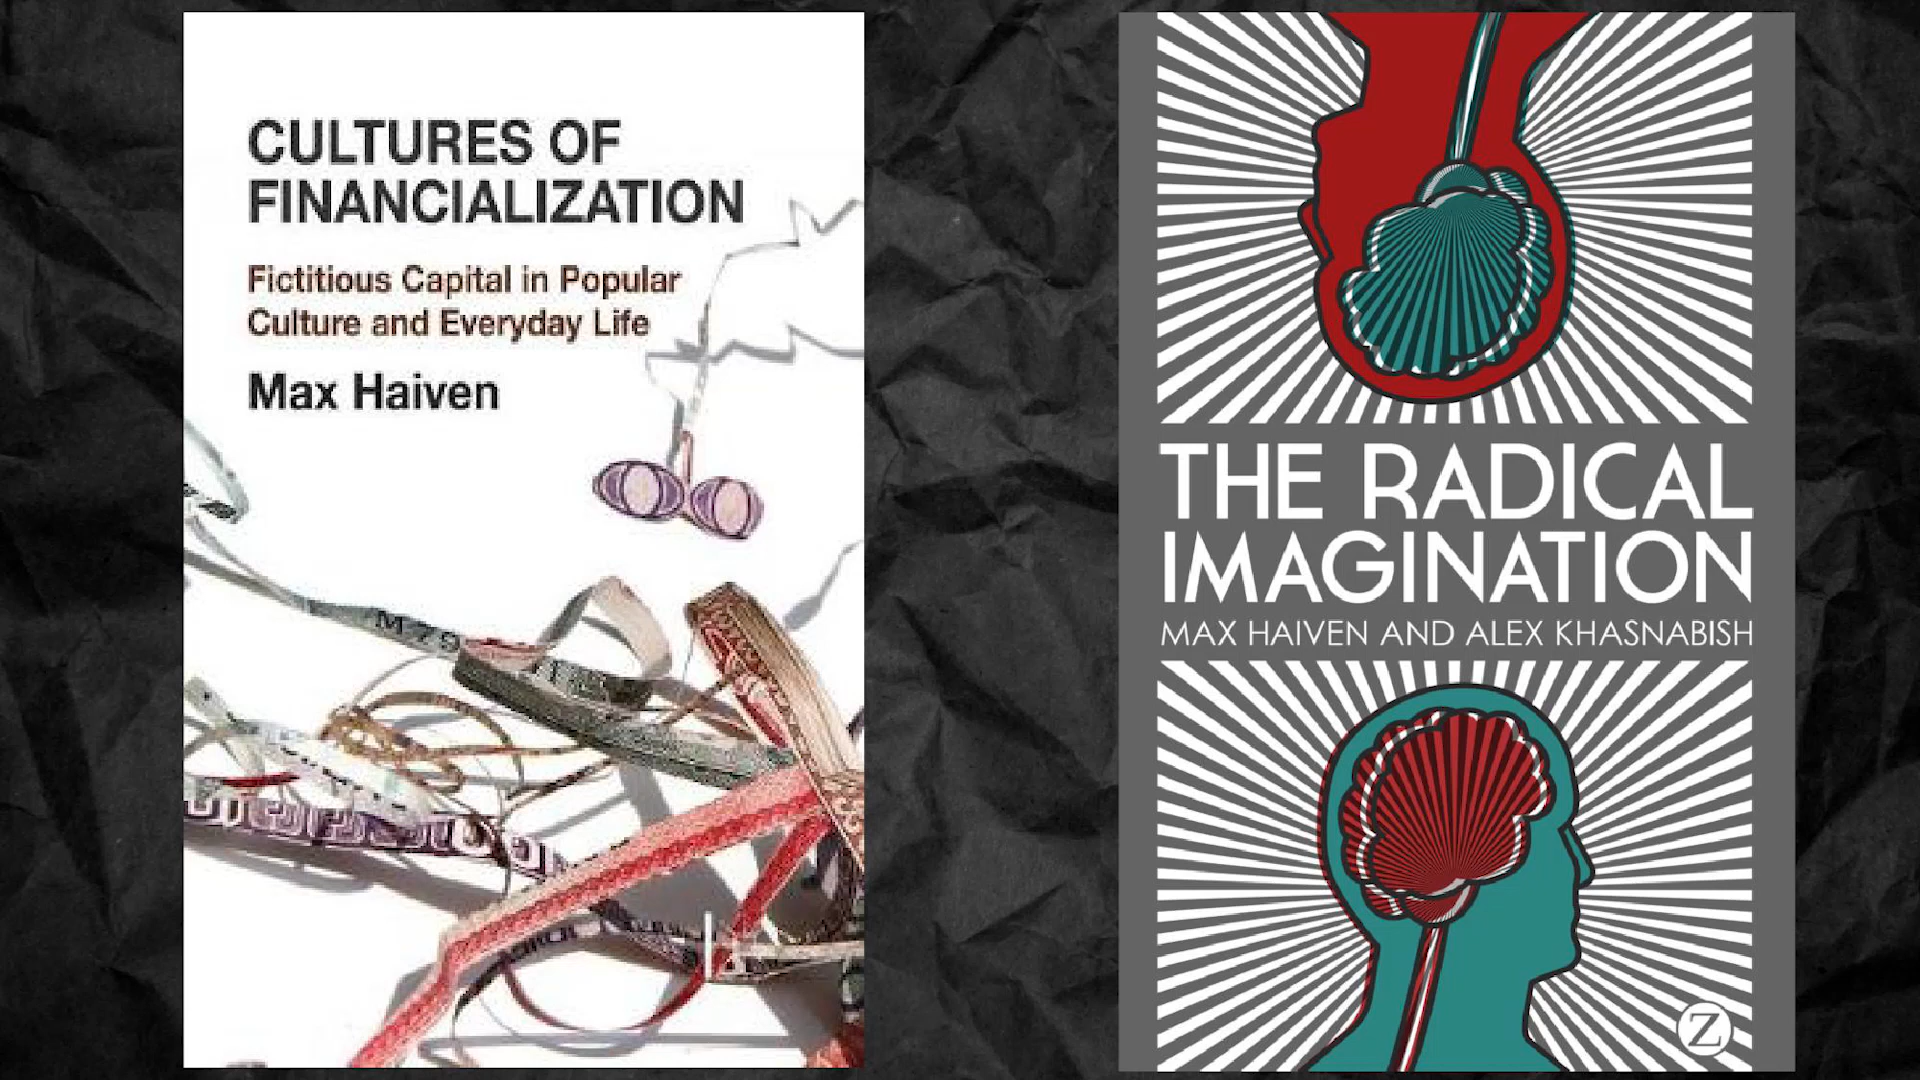 CULTURES OF
FINANCIALIZATION
Fictitious Capital in Popular
Culture and Everyday Life
Max Haiven
M 79
THE RADICAL
IMAGINATION
MAX HAIVEN AND ALEX KHASNABISH
Z